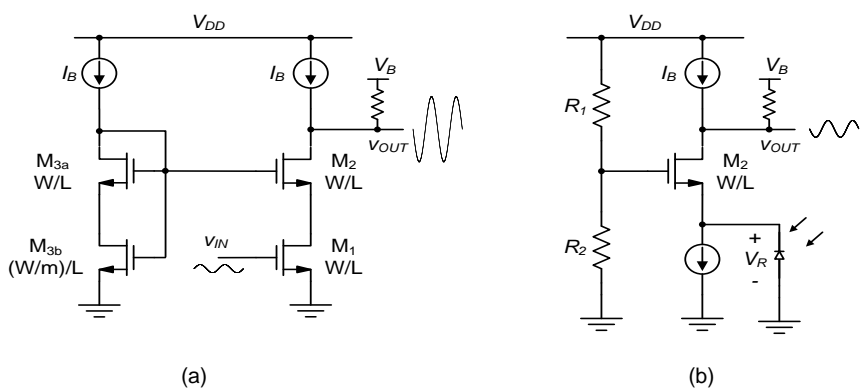 V_DD
I_B
I_B
V_B
v_OUT
M_3a
W/L
M_2
W/L
M_3b
(W/m)/L
v_IN
M_1
W/L
(a)
V_DD
R_1
I_B
V_B
v_OUT
M_2
W/L
R_2
+
V_R
-
(b)